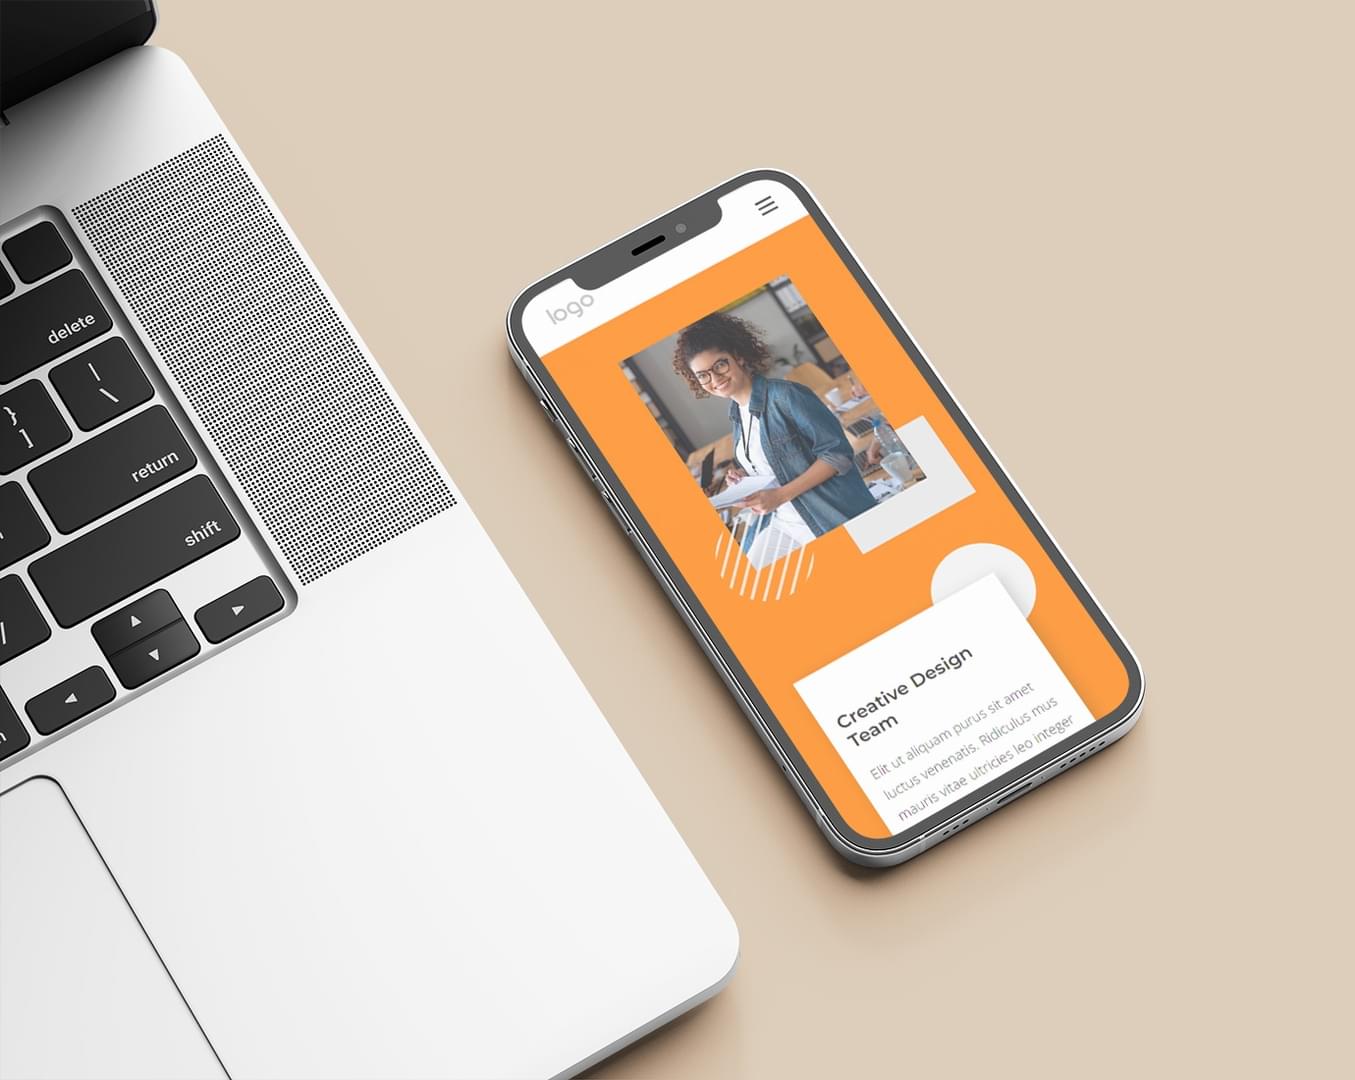 delete
|
\
}
]
return
shift
/
logo
Creative Design
Team
Elit ut aliquam purus sit amet
luctus venenatis. Ridiculus mus
mauris vitae ultricies leo integer